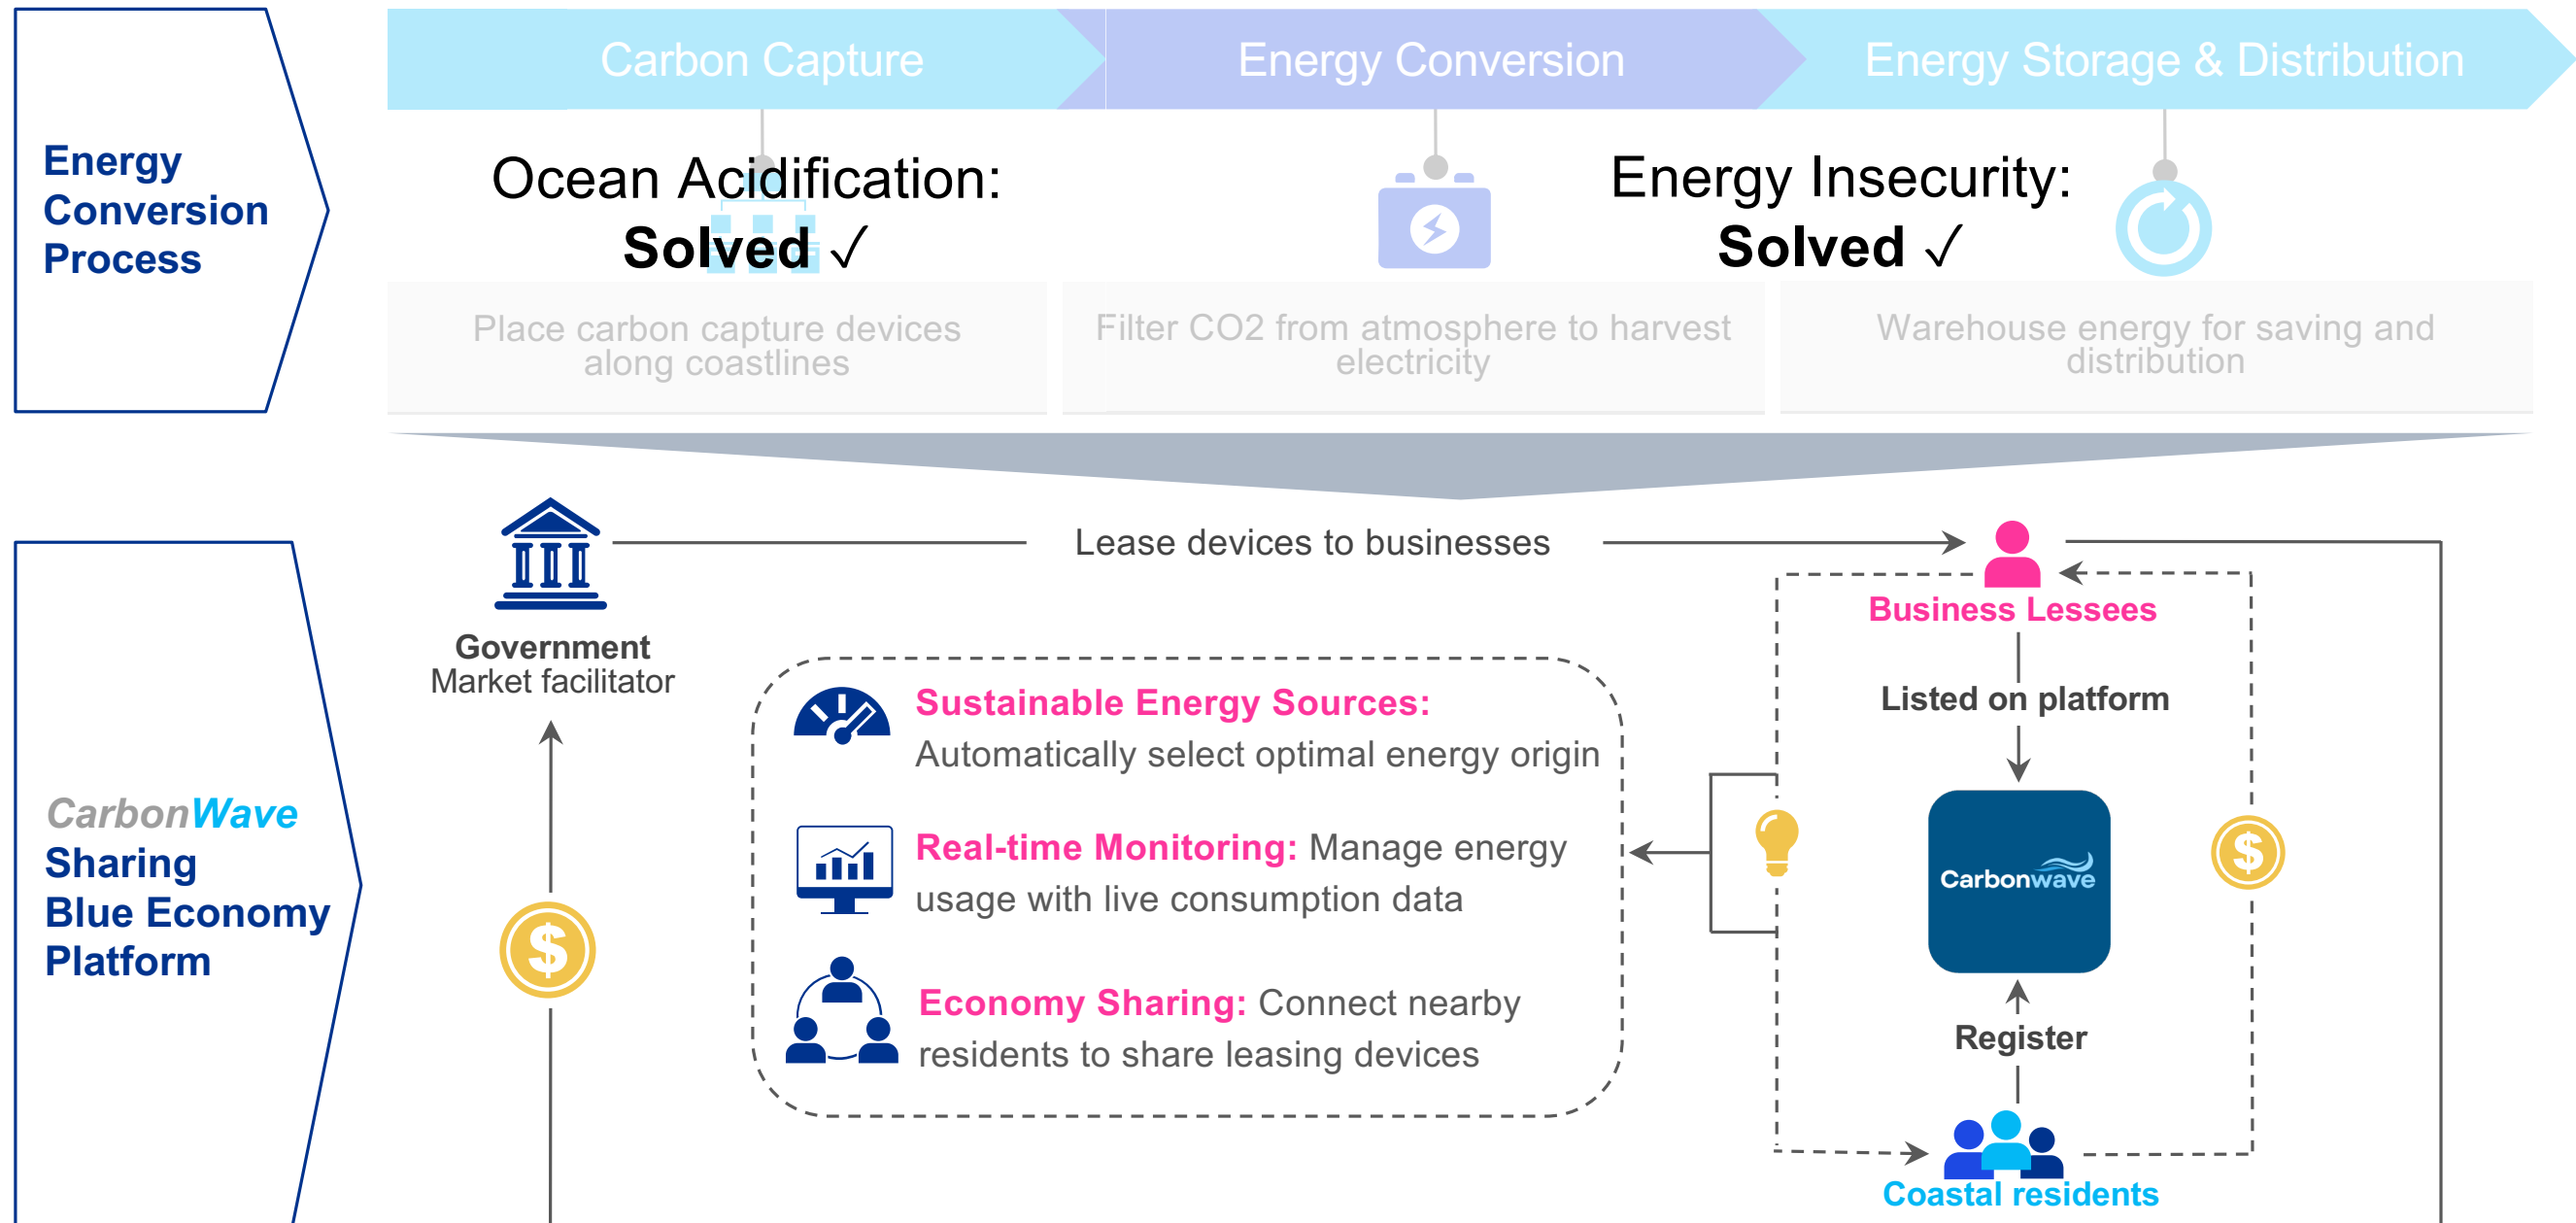 Carbon Capture
Energy Conversion
Energy Storage & Distribution
Energy
Conversion
Process
Ocean Acidification:
Solved ✓
Energy Insecurity:
Solved ✓
Place carbon capture devices
along coastlines
Filter CO2 from atmosphere to harvest
electricity
Warehouse energy for saving and
distribution
Lease devices to businesses
Government
Market facilitator
Business Lessees
Listed on platform
CarbonWave
Sharing
Blue Economy
Platform
Sustainable Energy Sources:
Automatically select optimal energy origin
Real-time Monitoring: Manage energy
usage with live consumption data
Economy Sharing: Connect nearby
residents to share leasing devices
$
Carbonwave
$
Register
Coastal residents